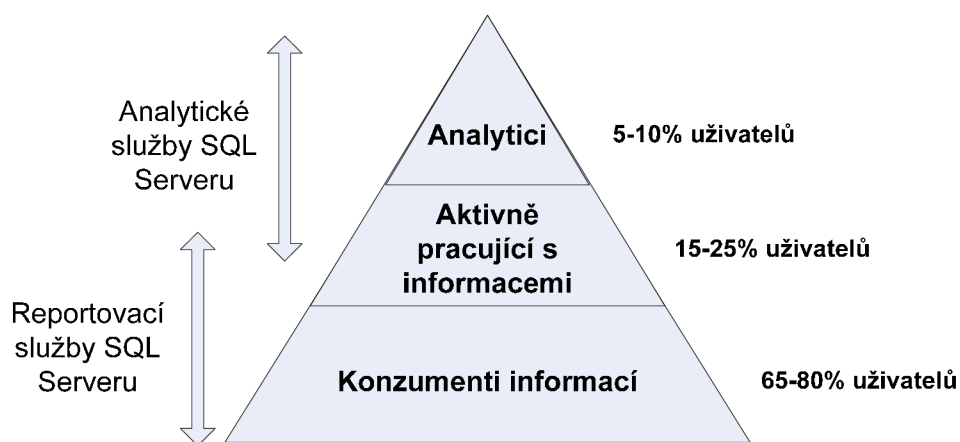 Analytické
služby SQL
Serveru
Analytici
5-10% uživatelů
Aktivně
pracující s
informacemi
15-25% uživatelů
Reportovací
služby SQL
Serveru
Konzumenti informací
65-80% uživatelů